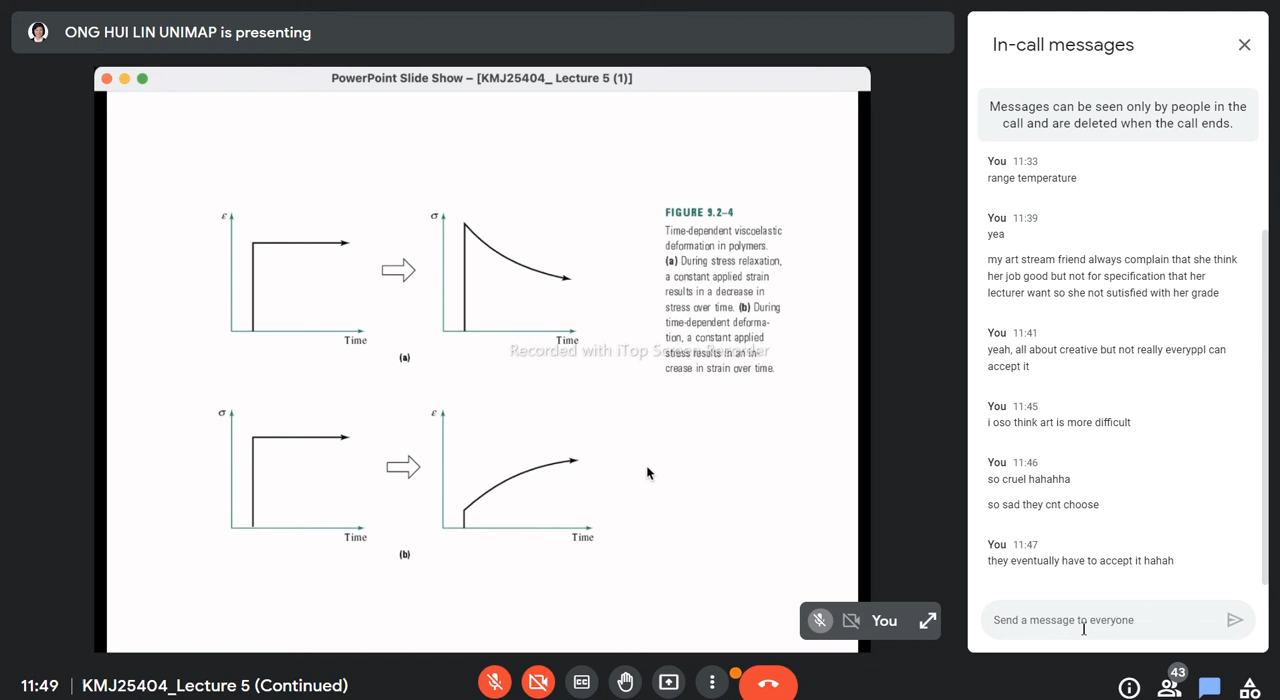 ONG HUI LIN UNIMAP is presenting
PowerPoint Slide Show – [KMJ25404_ Lecture 5 (1)]
ε
Time
σ
Time
(a)
σ
Time
ε
Time
(b)
FIGURE 9.2–4
Time-dependent viscoelastic
deformation in polymers.
(a) During stress relaxation,
a constant applied strain
results in a decrease in
stress over time. (b) During
time-dependent deforma-
tion, a constant applied
stress results in an in-
crease in strain over time.
Recorded with iTop Screen Recorder
You
11:49 | KMJ25404_Lecture 5 (Continued)
In-call messages
Messages can be seen only by people in the
call and are deleted when the call ends.
You 11:33
range temperature
You 11:39
yea
my art stream friend always complain that she think
her job good but not for specification that her
lecturer want so she not sutisfied with her grade
You 11:41
yeah, all about creative but not really everyppl can
accept it
You 11:45
i oso think art is more difficult
You 11:46
so cruel hahahha
so sad they cnt choose
You 11:47
they eventually have to accept it hahah
Send a message to everyone
43